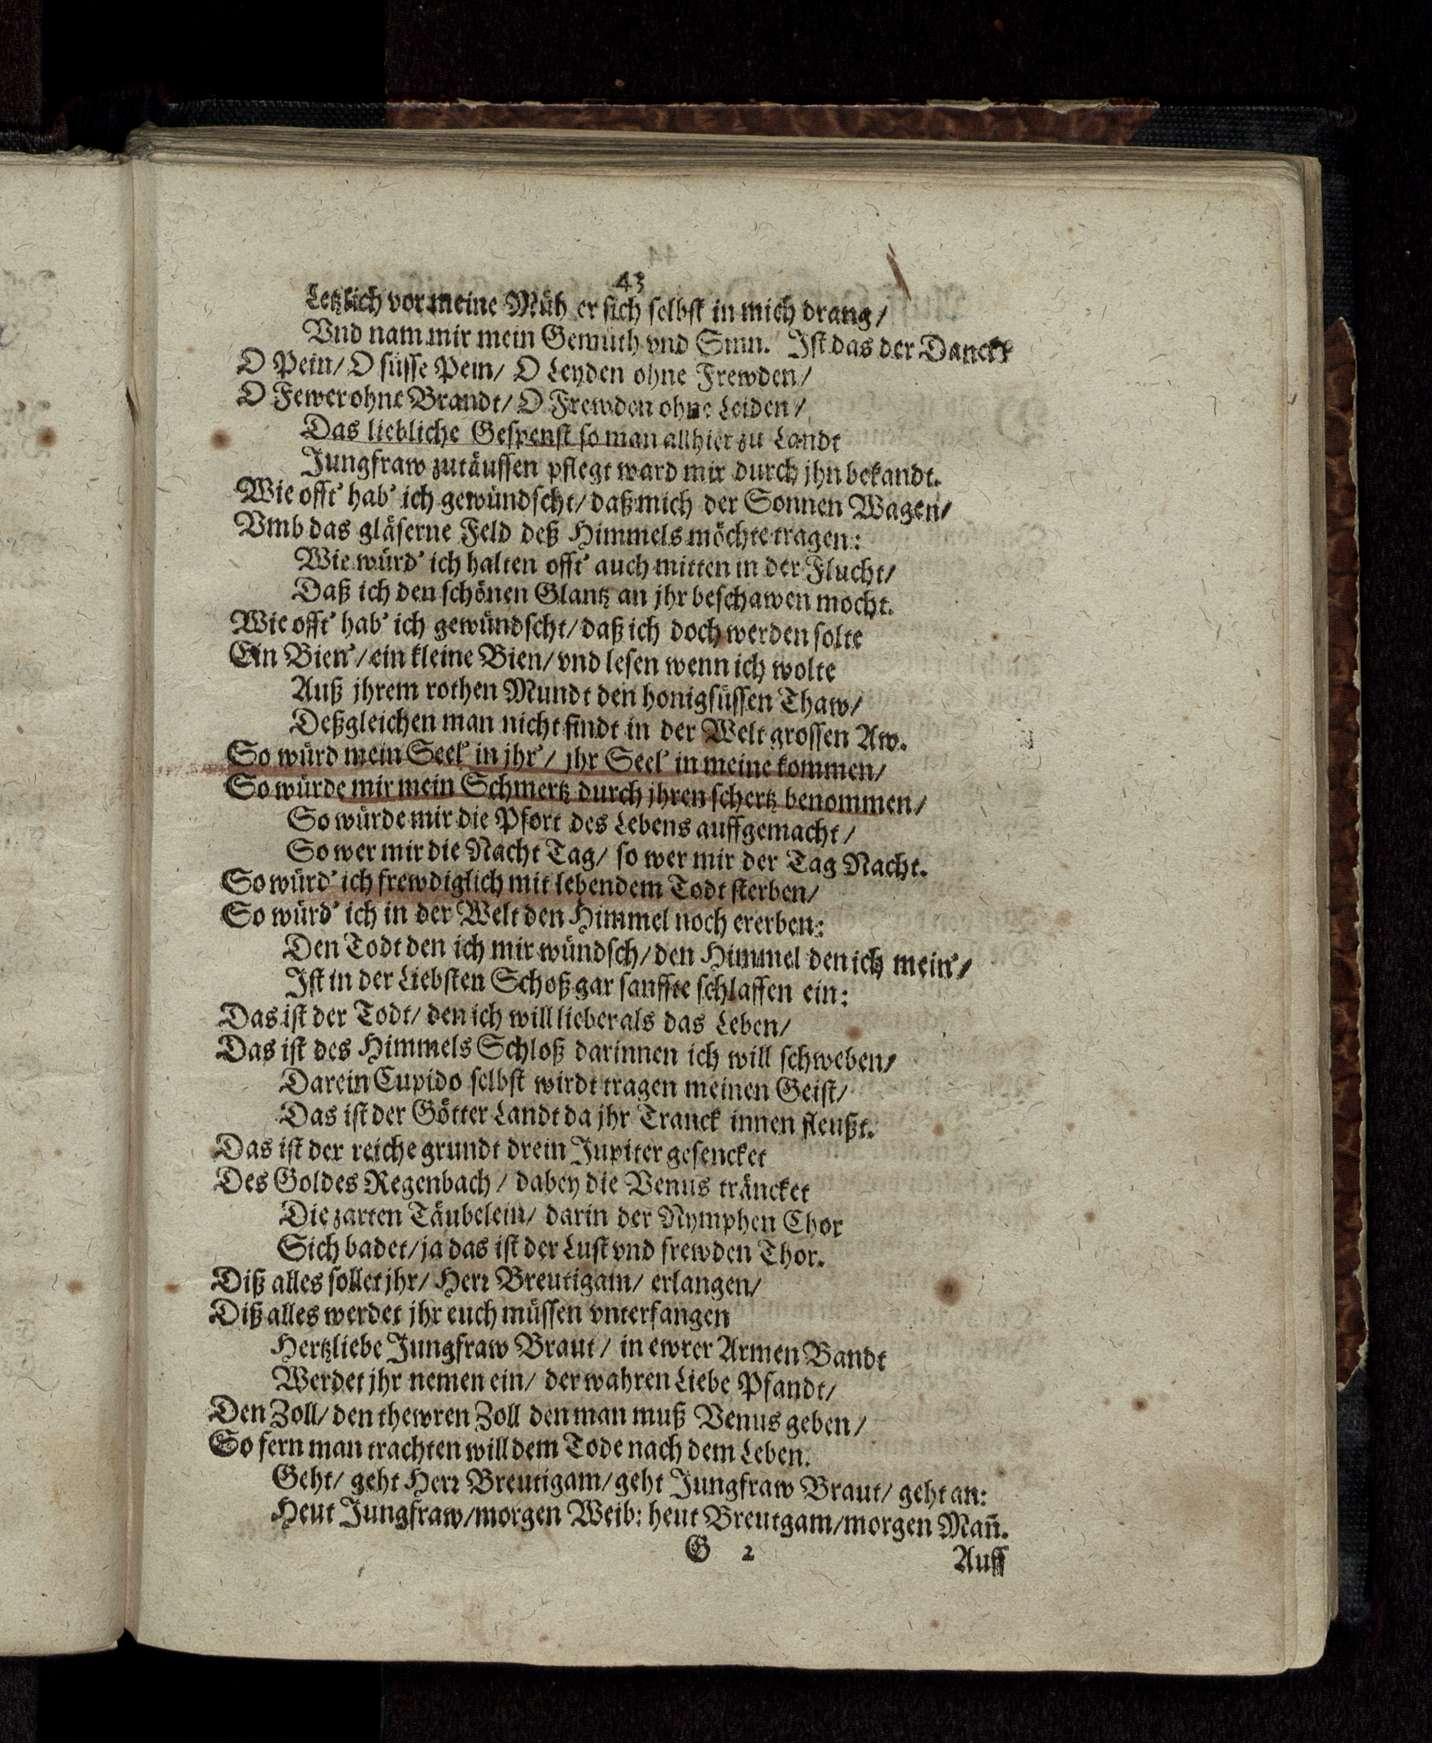 43
Letzlich vor meine Müh er sich selbst in mich drang/
Vnd nam mir mein Gemüth vnd Sinn. Ist das der Danck?
O Pein/ O süsse Pein/ O Leyden ohne Frewden/
O Fewer ohne Brandt/ O Frewden ohne Leiden/
Das liebliche Gespenst so man allhier zu Landt
Jungfraw zutäuffen pflegt ward mir durch jhn bekandt.
Wie offt' hab' ich gewündscht/ daß mich der Sonnen Wagen/
Vmb das gläserne Feld deß Himmels möchte tragen:
Wie würd' ich halten offt' auch mitten in der Flucht/
Daß ich den schönen Glantz an jhr beschawen mocht.
Wie offt' hab' ich gewündscht/ daß ich doch werden solte
Ein Bien'/ ein kleine Bien/ vnd lesen wenn ich wolte
Auß jhrem rothen Mundt den honigsüssen Thaw/
Deßgleichen man nicht findt in der Welt grossen Aw.
So würd mein Seel' in jhr'/ jhr Seel' in meine kommen/
So würde mir mein Schmertz durch jhren schertz benommen/
So würde mir die Pfort des Lebens auffgemacht/
So wer mir die Nacht Tag/ so wer mir der Tag Nacht.
So würd' ich frewdiglich mit lebendem Todt sterben/
So würd' ich in der Welt den Himmel noch ererben:
Den Todt den ich mir wündsch/ den Himmel den ich mein'/
Ist in der Liebsten Schoß gar sanffte schlaffen ein:
Das ist der Todt/ den ich will lieber als das Leben/
Das ist des Himmels Schloß darinnen ich will schweben/
Darein Cupido selbst wirdt tragen meinen Geist/
Das ist der Götter Landt da jhr Tranck innen fleußt.
Das ist der reiche grundt drein Jupiter gesencket
Des Goldes Regenbach/ dabey die Venus träncket
Die zarten Täubelein/ darin der Nymphen Chor
Sich badet/ ja das ist der Lust vnd frewden Thor.
Diß alles sollet jhr/ Herr Breutigam/ erlangen/
Diß alles werdet jhr euch müssen vnterfangen
Hertzliebe Jungfraw Braut/ in ewrer Armen Bandt
Werdet jhr nemen ein/ der wahren Liebe Pfandt/
Den Zoll/ den thewren Zoll den man muß Venus geben/
So fern man trachten will dem Tode nach dem Leben.
Geht/ geht Herr Breutigam/ geht Jungfraw Braut/ geht an:
Heut Jungfraw/ morgen Weib: heut Breutgam/ morgen Mañ.
G 2
Auff